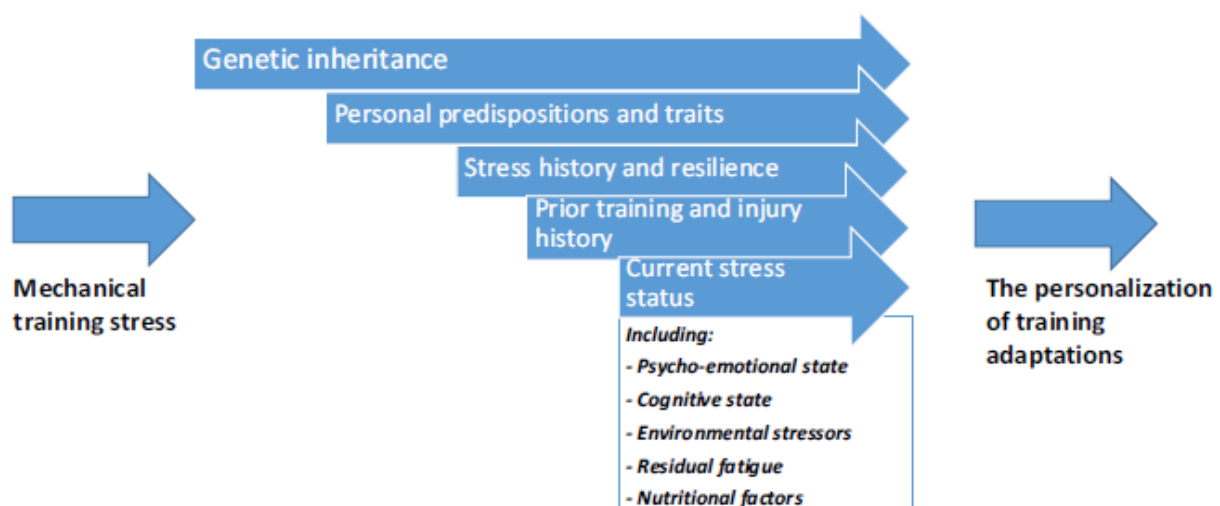 Genetic inheritance
Personal predispositions and traits
Stress history and resilience
Prior training and injury
history
Current stress
status
Mechanical
training stress
Including:
- Psycho-emotional state
- Cognitive state
- Environmental stressors
- Residual fatigue
- Nutritional factors
The personalization
of training
adaptations